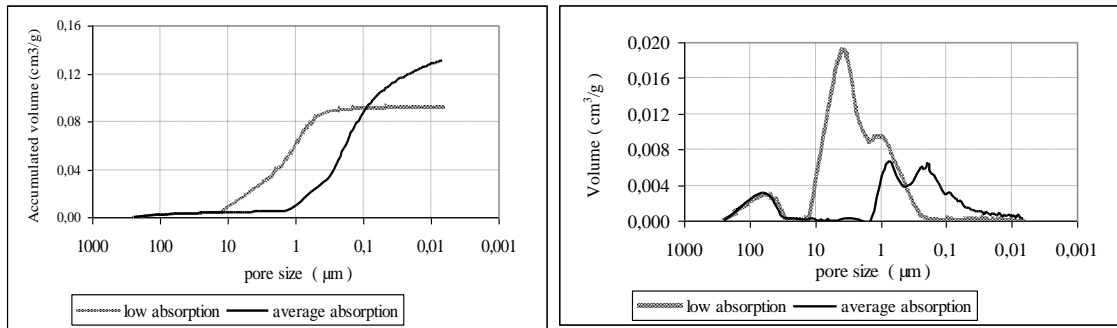 Accumulated volume (cm3/g)
0,16
0,12
0,08
0,04
0,00
1000 100 10 1 0,1 0,01 0,001
pore size ( µm)
low absorption average absorption
Volume ( cm³/g )
0,020
0,016
0,012
0,008
0,004
0,000
1000 100 10 1 0,1 0,01 0,001
pore size ( µm)
low absorption average absorption